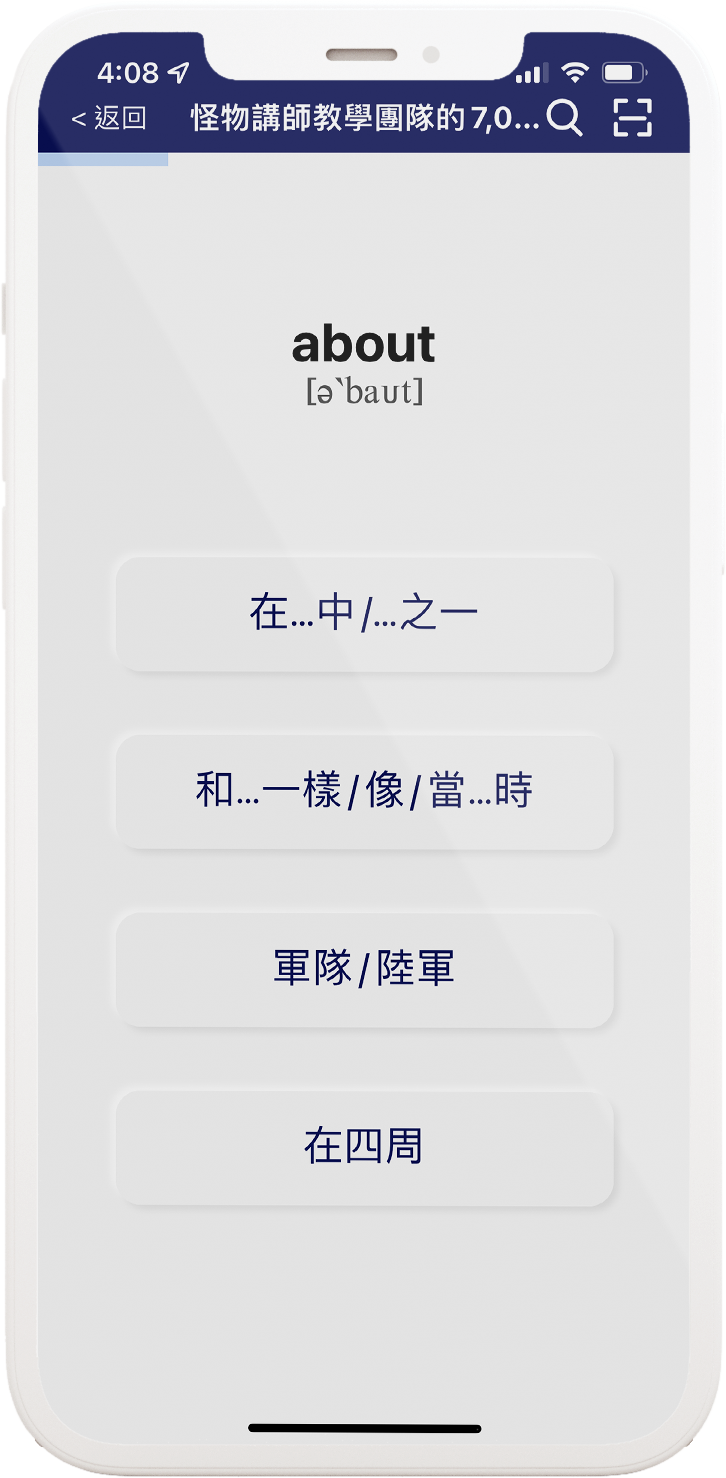 4:08
< 返回 怪物講師教學團隊的 7,0...
about
[ə`baut]
在...中/...之一
和...一樣/像/當...時
軍隊/陸軍
在四周